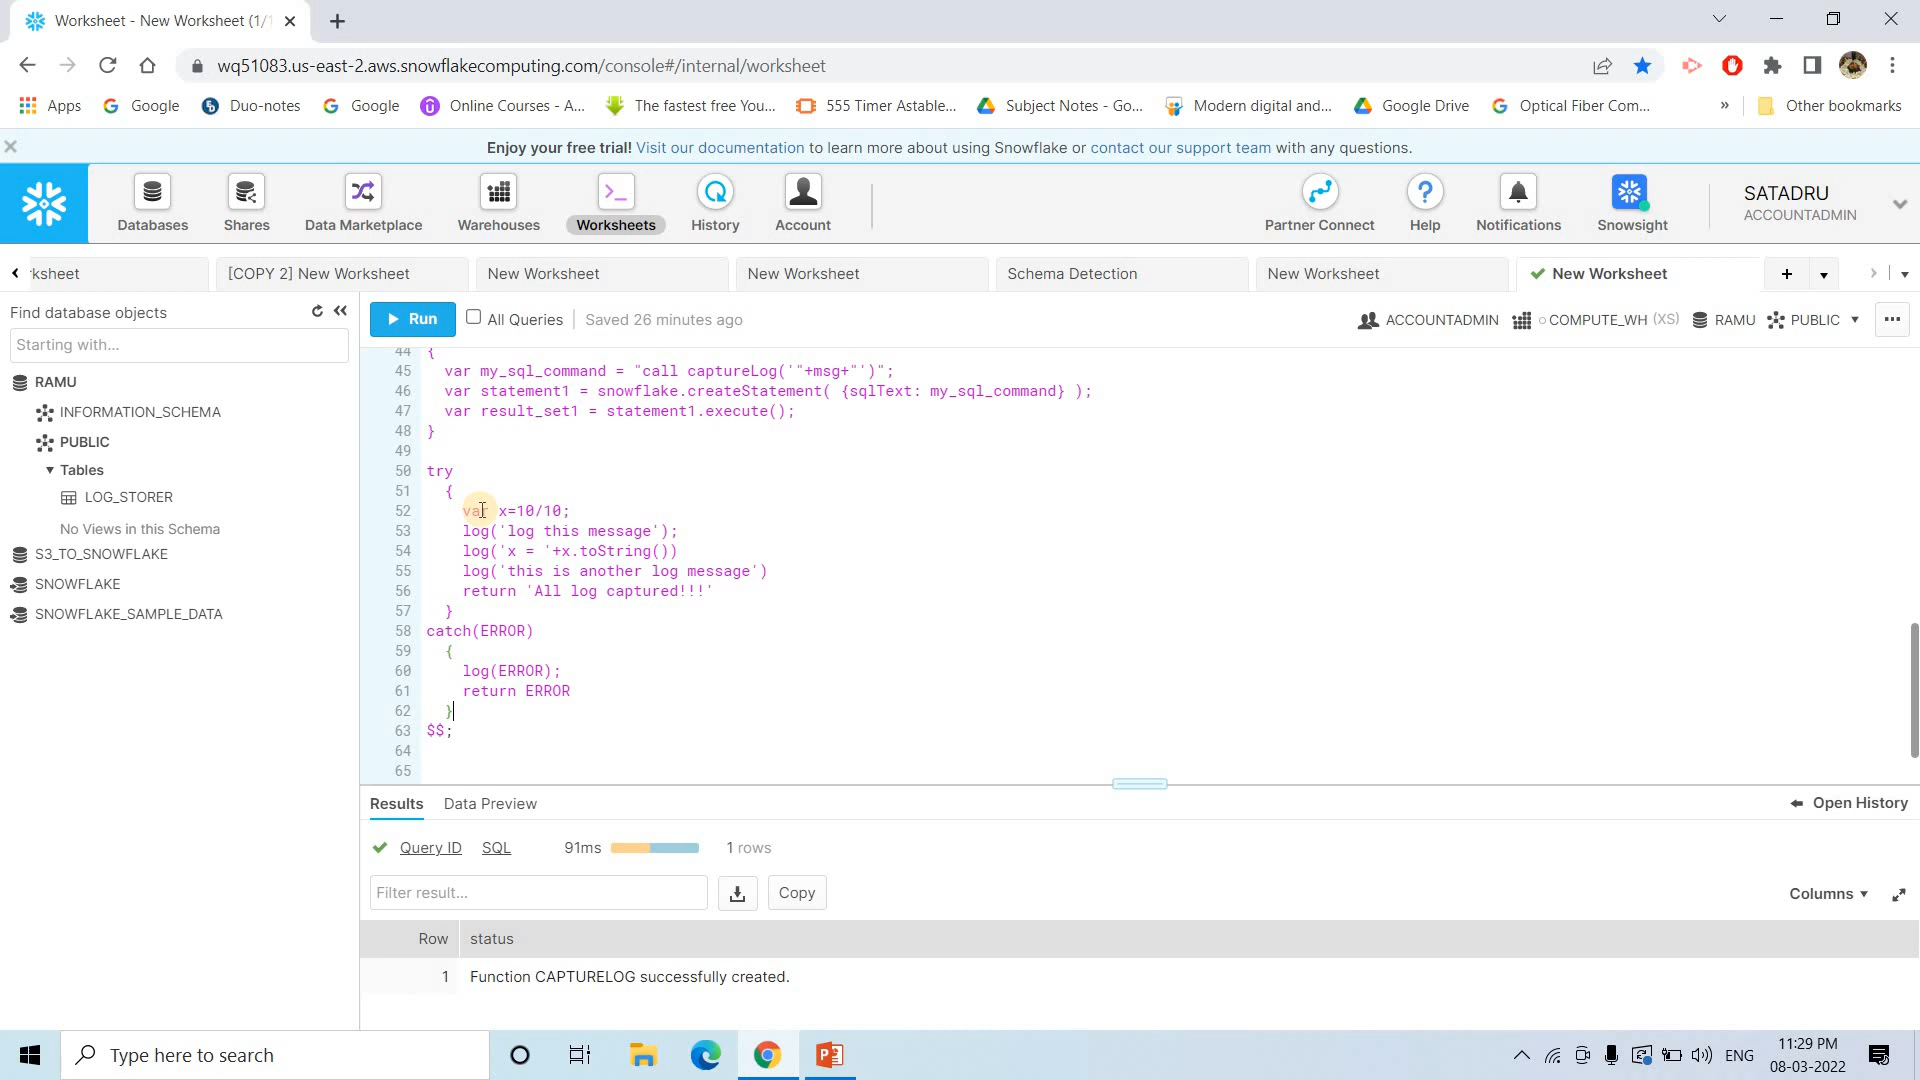 Worksheet - New Worksheet (1/1
wq51083.us-east-2.aws.snowflakecomputing.com/console#/internal/worksheet
Apps Google Duo-notes Google Online Courses - A... The fastest free You... 555 Timer Astable... Subject Notes - Go... Modern digital and... Google Drive Optical Fiber Com... » Other bookmarks
Enjoy your free trial! Visit our documentation to learn more about using Snowflake or contact our support team with any questions.
Databases Shares Data Marketplace Warehouses Worksheets History Account Partner Connect Help Notifications Snowsight
SATADRU
ACCOUNTADMIN
rksheet [COPY 2] New Worksheet New Worksheet New Worksheet Schema Detection New Worksheet New Worksheet
Find database objects
Starting with...
RAMU
INFORMATION_SCHEMA
PUBLIC
Tables
LOG_STORER
No Views in this Schema
S3_TO_SNOWFLAKE
SNOWFLAKE
SNOWFLAKE_SAMPLE_DATA
Run All Queries Saved 26 minutes ago ACCOUNTADMIN COMPUTE_WH (XS) RAMU PUBLIC
44 {
45 var my_sql_command = "call captureLog('"+msg+"')";
46 var statement1 = snowflake.createStatement( {sqlText: my_sql_command} );
47 var result_set1 = statement1.execute();
48 }
49
50 try
51 {
52 var x=10/10;
53 log('log this message');
54 log('x = '+x.toString())
55 log('this is another log message')
56 return 'All log captured!!!'
57 }
58 catch(ERROR)
59 {
60 log(ERROR);
61 return ERROR
62 }
63 $$;
64
65
Results Data Preview Open History
Query ID SQL 91ms 1 rows
Filter result... Copy Columns
Row status
1 Function CAPTURELOG successfully created.
Type here to search
ENG
11:29 PM
08-03-2022